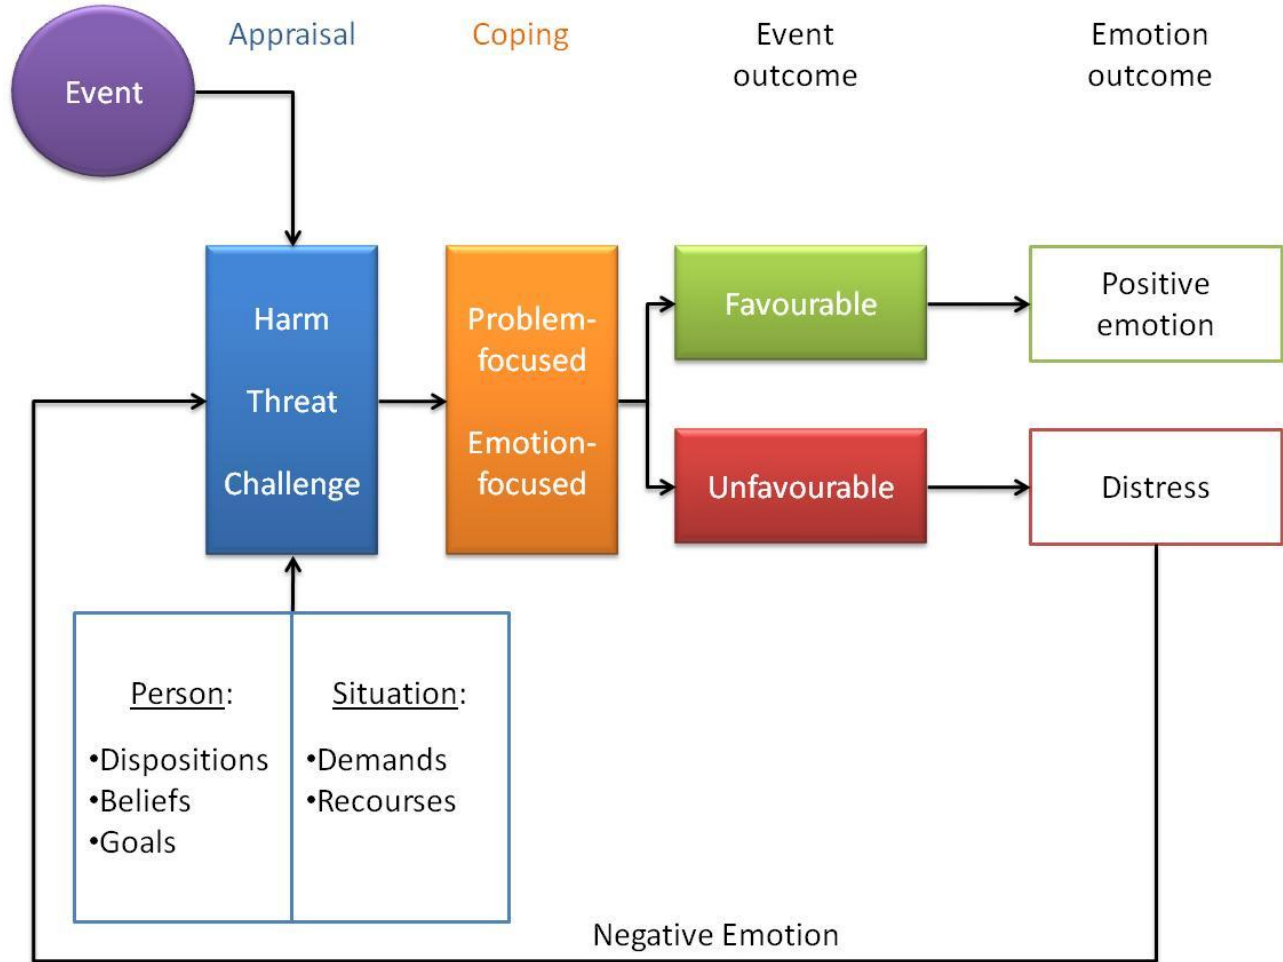 Event
Appraisal
Coping
Event
outcome
Emotion
outcome
Harm
Threat
Challenge
Problem-
focused
Emotion-
focused
Favourable
Unfavourable
Positive
emotion
Distress
Person:
•Dispositions
•Beliefs
•Goals
Situation:
•Demands
•Recourses
Negative Emotion